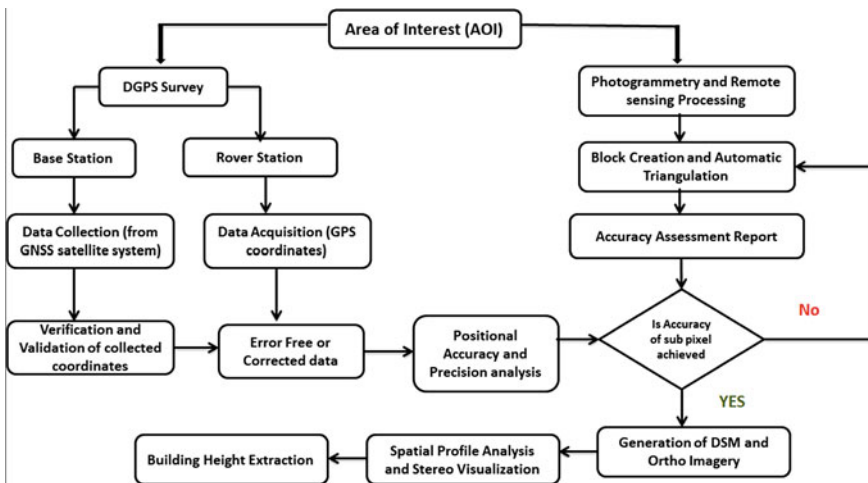 Area of Interest (AOI)
DGPS Survey
Photogrammetry and Remote
sensing Processing
Base Station
Rover Station
Block Creation and Automatic
Triangulation
Data Collection (from
GNSS satellite system)
Data Acquisition (GPS
coordinates)
Accuracy Assessment Report
Verification and
Validation of collected
coordinates
Error Free or
Corrected data
Positional
Accuracy and
Precision analysis
Is Accuracy
of sub pixel
achieved
No
YES
Generation of DSM and
Ortho Imagery
Spatial Profile Analysis
and Stereo Visualization
Building Height Extraction